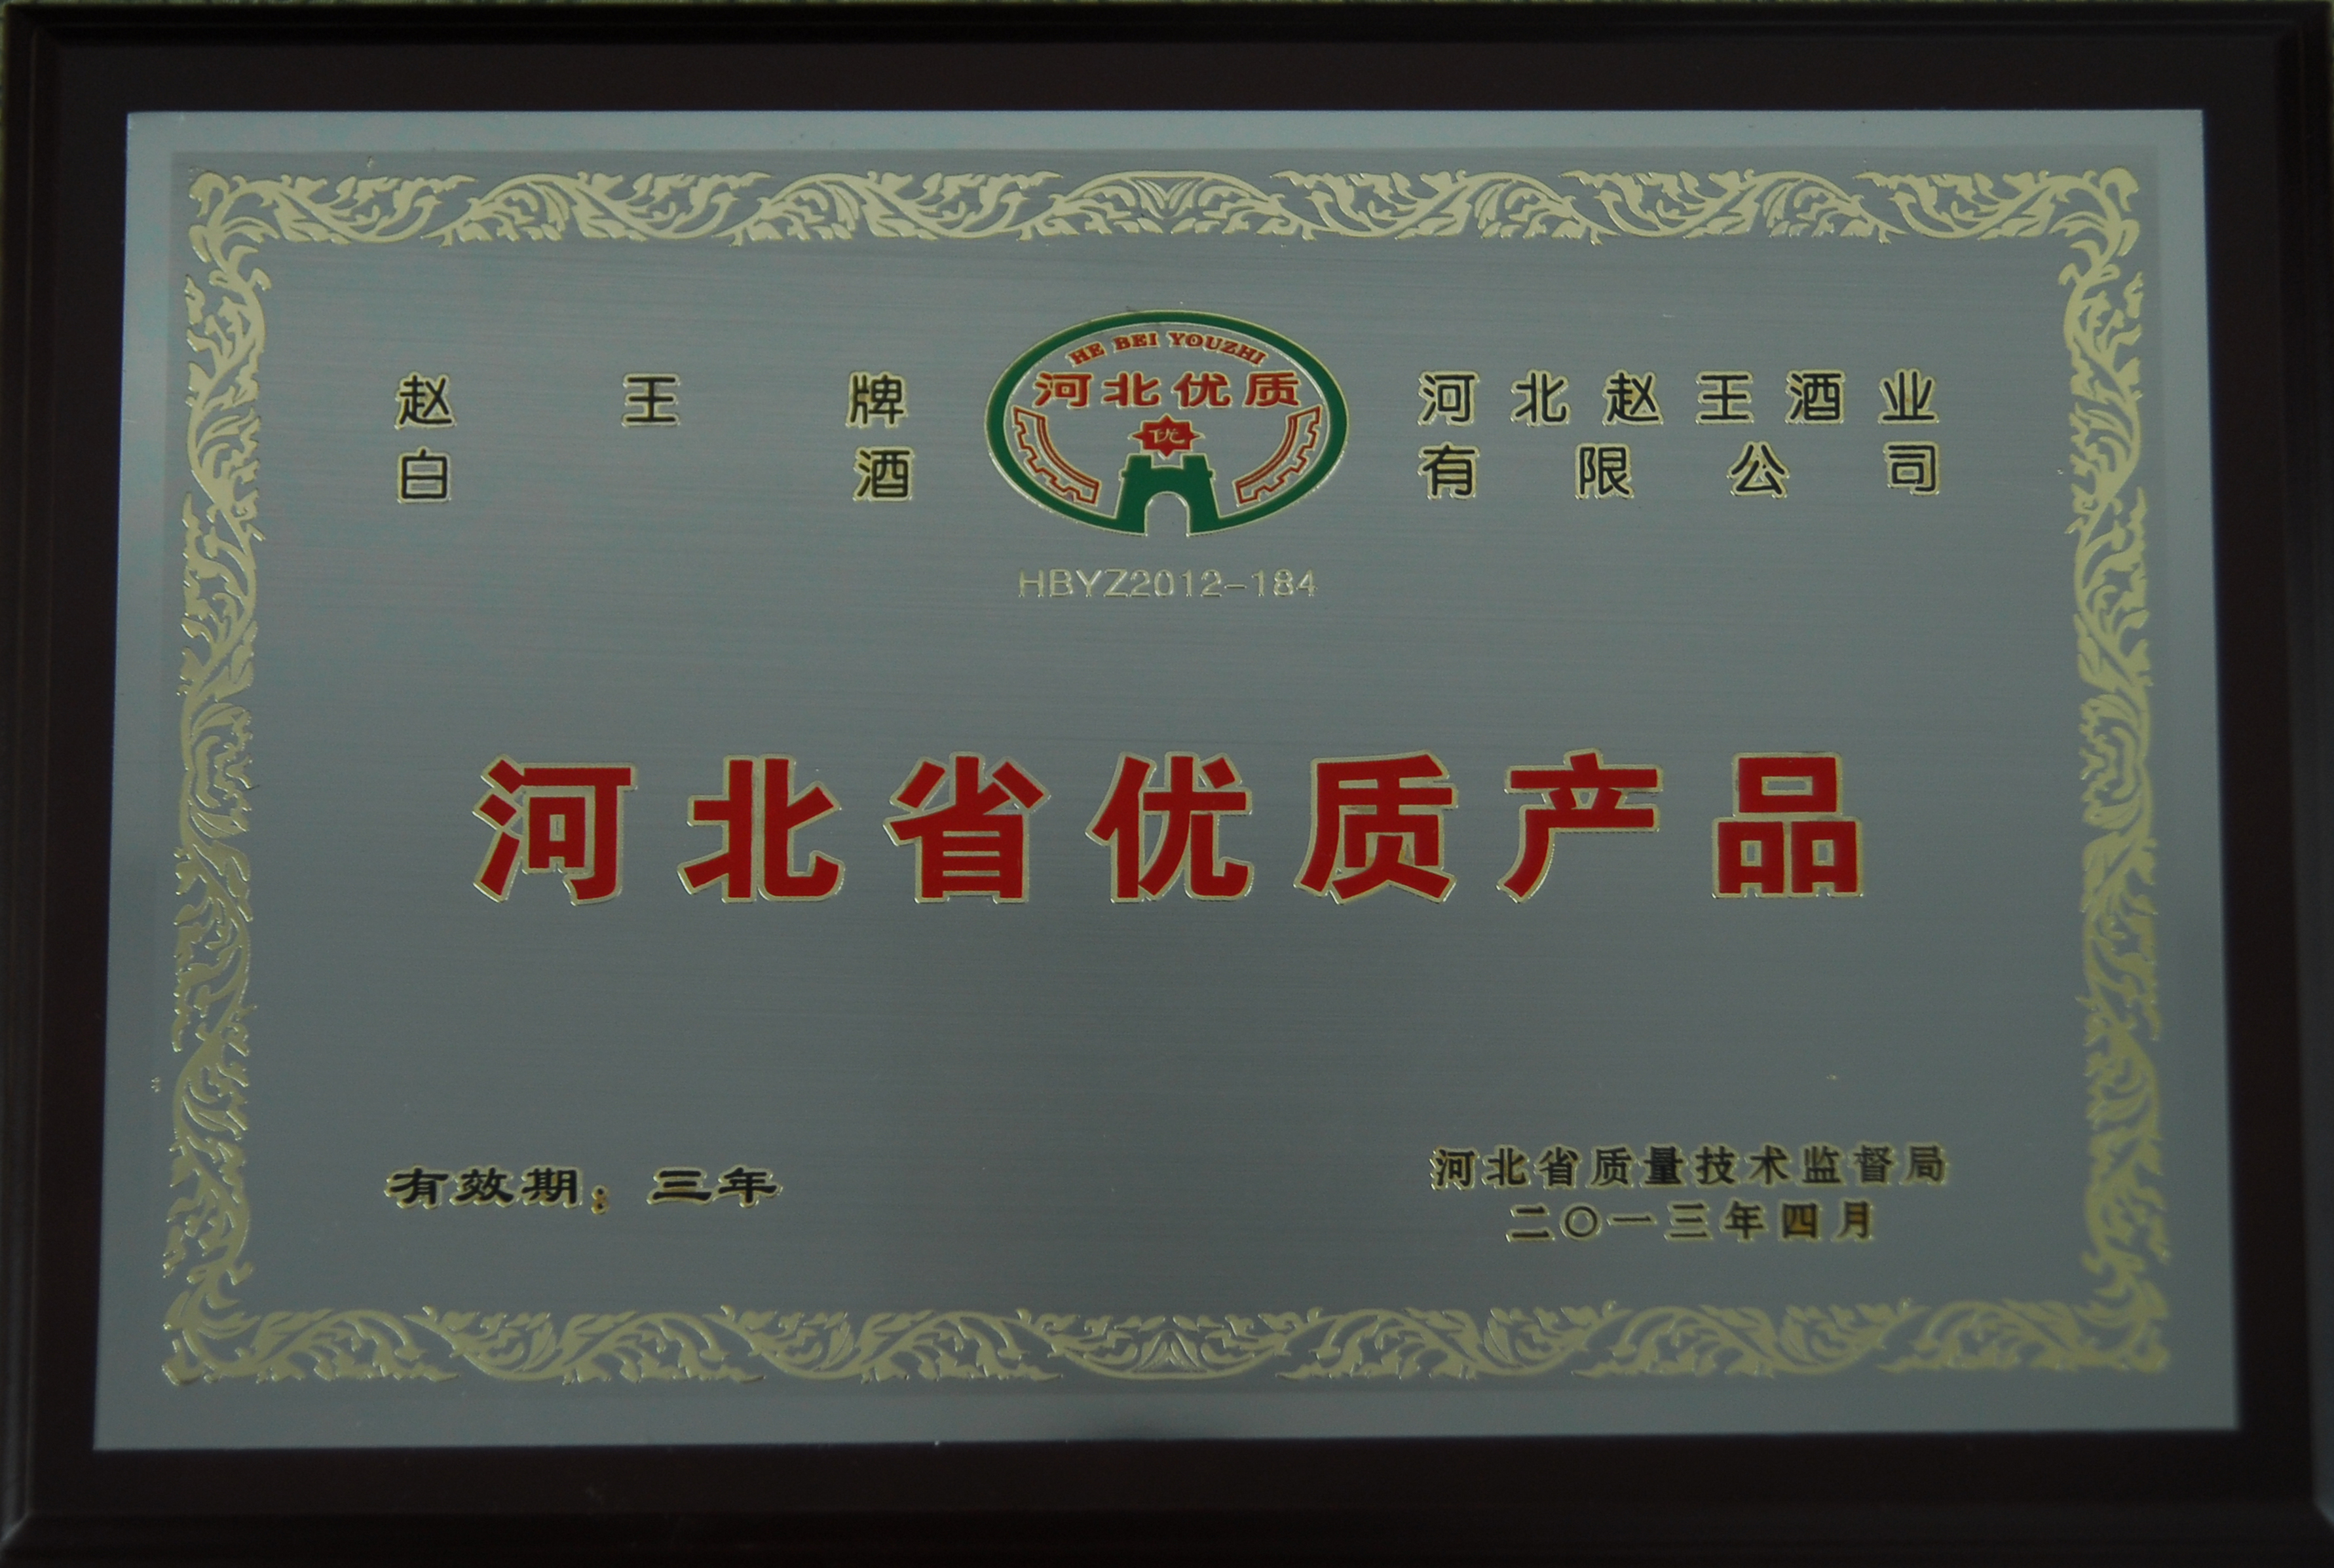 赵王牌
白酒
HE BEI YOUZHI
河北优质
优
HBYZ2012-184
河北赵王酒业
有限公司
河北省优质产品
有效期：三年
河北省质量技术监督局
二〇一三年四月